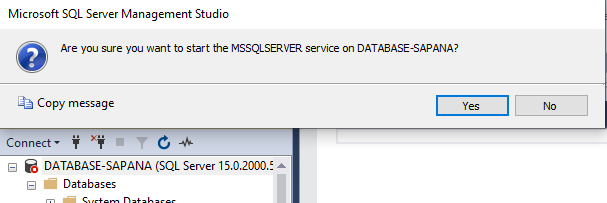 Microsoft SQL Server Management Studio
Are you sure you want to start the MSSQLSERVER service on DATABASE-SAPANA?
Copy message
Yes
No
Connect
DATABASE-SAPANA (SQL Server 15.0.2000.5
Databases
System Databases